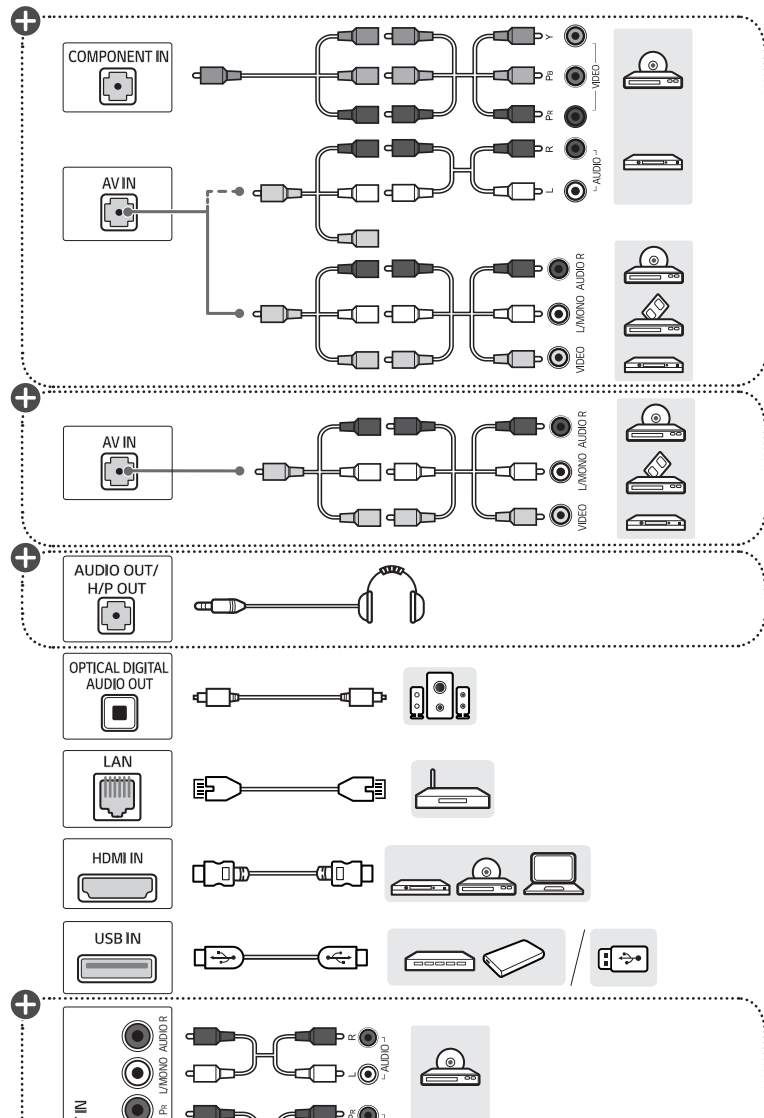 COMPONENT IN
Y
PB
PR
VIDEO
R
L
AUDIO
AV IN
AUDIO R
L/MONO
VIDEO
AV IN
AUDIO R
L/MONO
VIDEO
AUDIO OUT/
H/P OUT
OPTICAL DIGITAL
AUDIO OUT
LAN
HDMI IN
USB IN
AUDIO R
L/MONO
PR
IN
R
L
AUDIO
PR